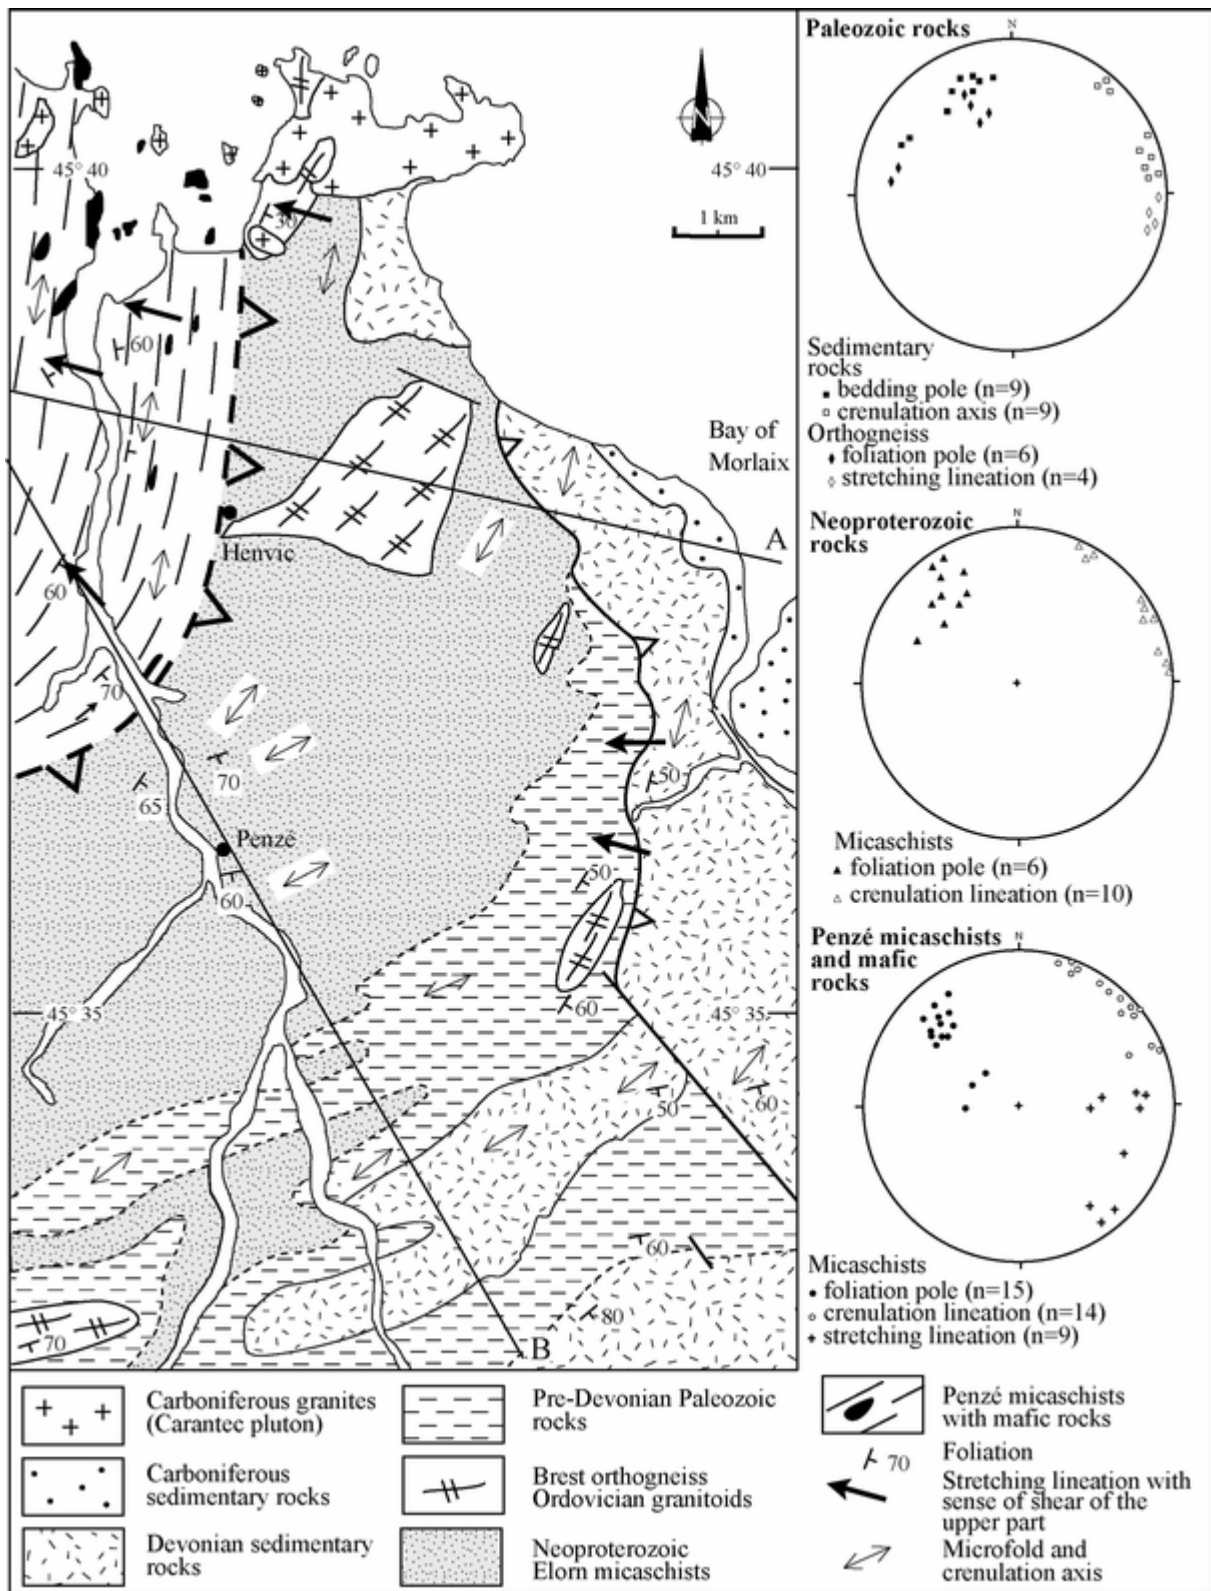 45° 40
45° 40
N
1 km
30
60
Bay of
Morlaix
A
Henvic
60
70
70
65
50
Penzé
60
50
60
45° 35
45° 35
50
60
60
80
70
B
Paleozoic rocks
N
Sedimentary
rocks
bedding pole (n=9)
crenulation axis (n=9)
Orthogneiss
foliation pole (n=6)
stretching lineation (n=4)
Neoproterozoic
rocks
N
Micaschists
foliation pole (n=6)
crenulation lineation (n=10)
Penzé micaschists
and mafic
rocks
N
Micaschists
foliation pole (n=15)
crenulation lineation (n=14)
stretching lineation (n=9)
Carboniferous granites
(Carantec pluton)
Carboniferous
sedimentary rocks
Devonian sedimentary
rocks
Pre-Devonian Paleozoic
rocks
Brest orthogneiss
Ordovician granitoids
Neoproterozoic
Elorn micaschists
Penzé micaschists
with mafic rocks
70
Foliation
Stretching lineation with
sense of shear of the
upper part
Microfold and
crenulation axis